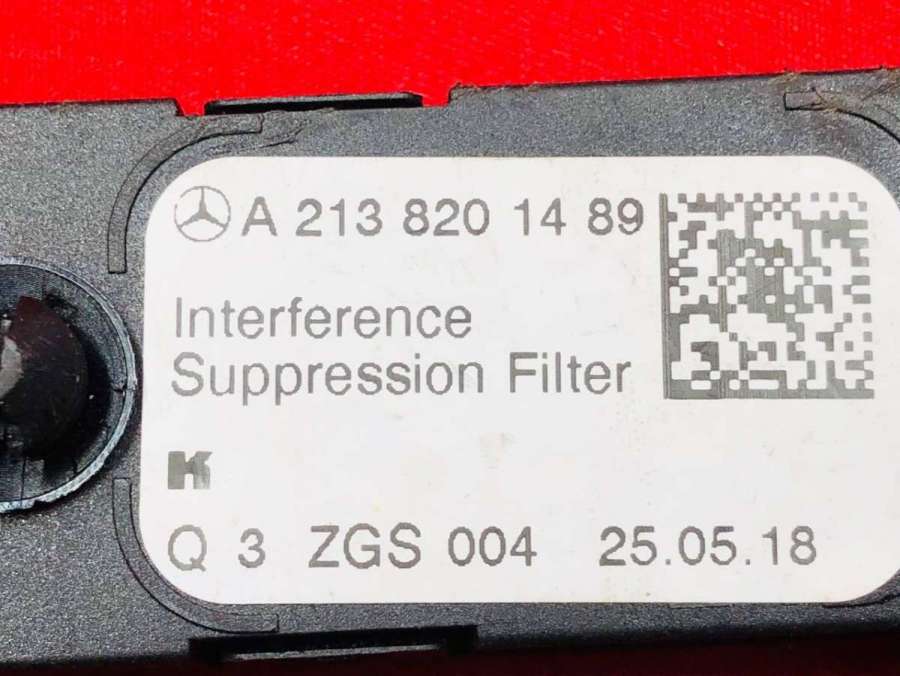 A 213 820 14 89
Interference
Suppression Filter
K
Q 3 ZGS 004 25.05.18